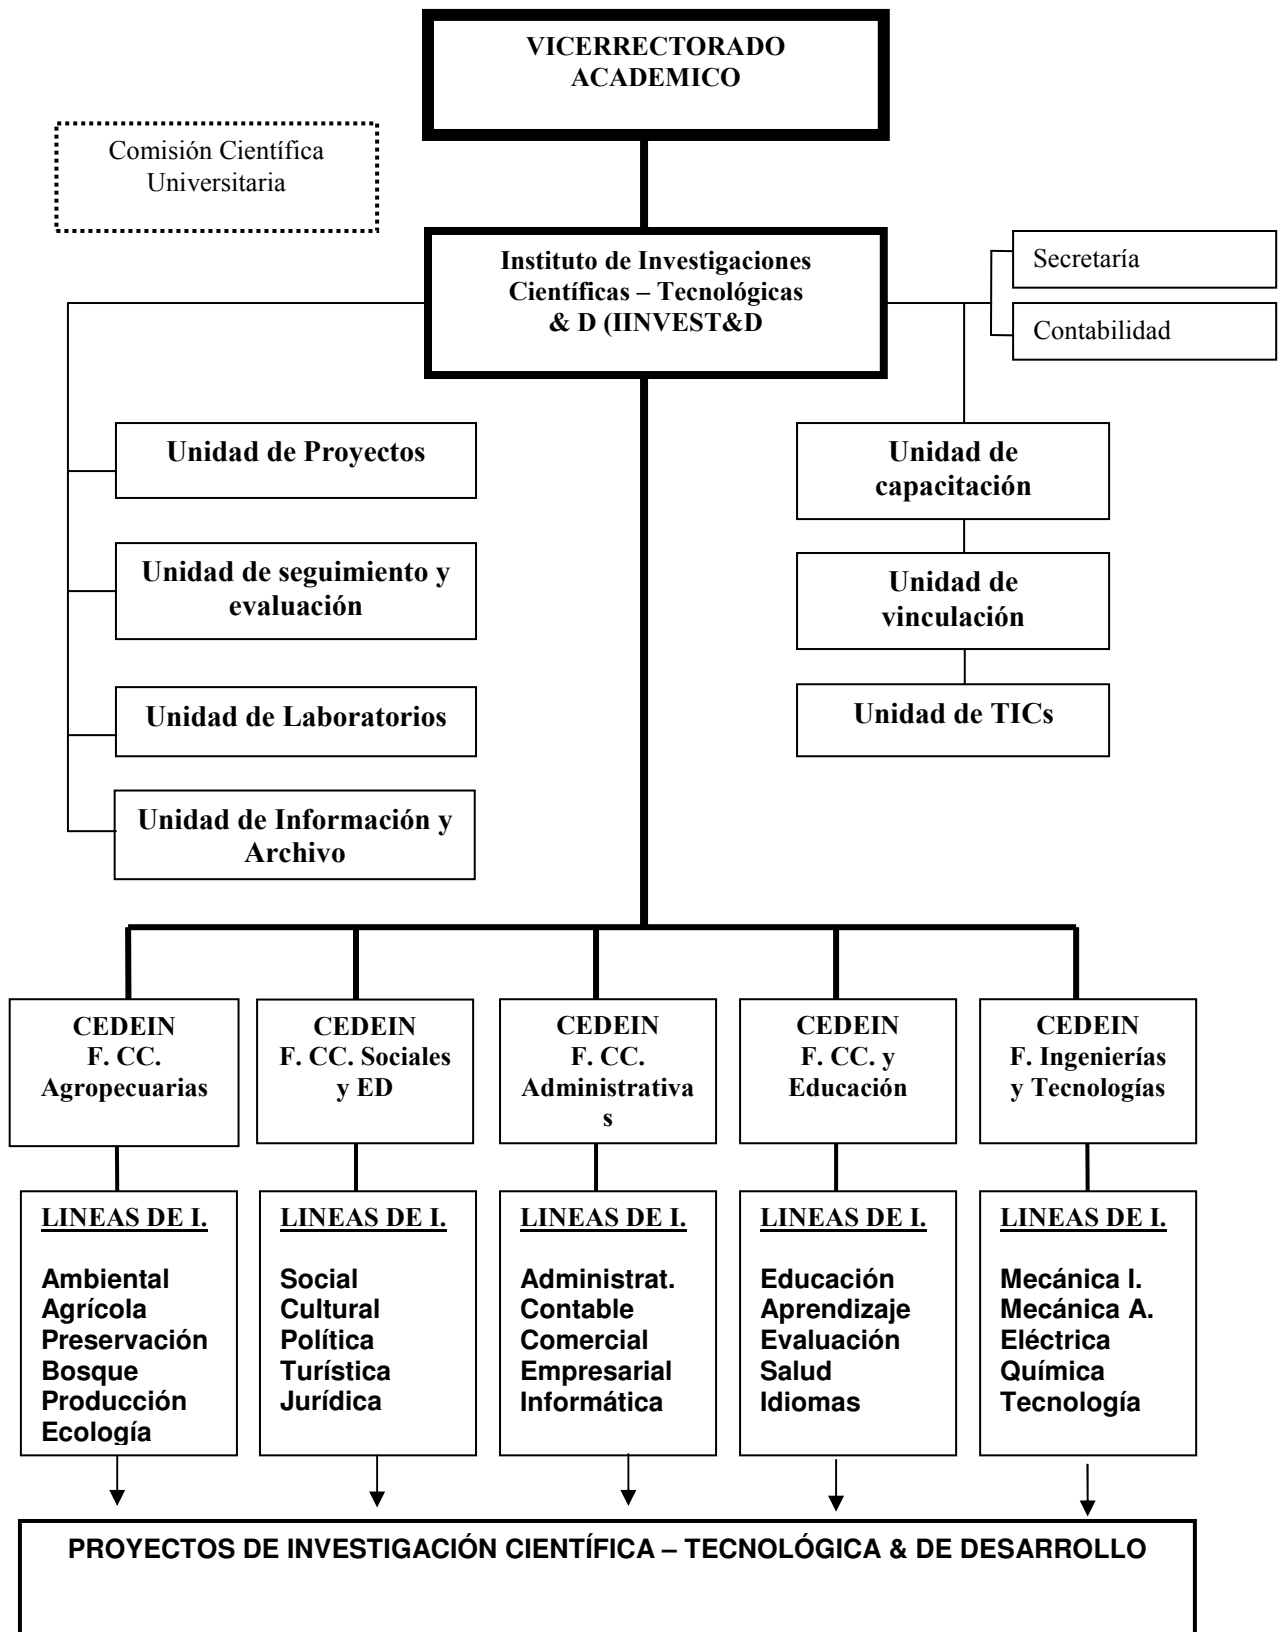 VICERRECTORADO
ACADEMICO
Comisión Científica
Universitaria
Instituto de Investigaciones
Científicas – Tecnológicas
& D (IINVEST&D
Secretaría
Contabilidad
Unidad de Proyectos
Unidad de seguimiento y
evaluación
Unidad de Laboratorios
Unidad de Información y
Archivo
Unidad de
capacitación
Unidad de
vinculación
Unidad de TICs
CEDEIN
F. CC.
Agropecuarias
CEDEIN
F. CC. Sociales
y ED
CEDEIN
F. CC.
Administrativa
s
CEDEIN
F. CC. y
Educación
CEDEIN
F. Ingenierías
y Tecnologías
LINEAS DE I.
Ambiental
Agrícola
Preservación
Bosque
Producción
Ecología
LINEAS DE I.
Social
Cultural
Política
Turística
Jurídica
LINEAS DE I.
Administrat.
Contable
Comercial
Empresarial
Informática
LINEAS DE I.
Educación
Aprendizaje
Evaluación
Salud
Idiomas
LINEAS DE I.
Mecánica I.
Mecánica A.
Eléctrica
Química
Tecnología
PROYECTOS DE INVESTIGACIÓN CIENTÍFICA – TECNOLÓGICA & DE DESARROLLO